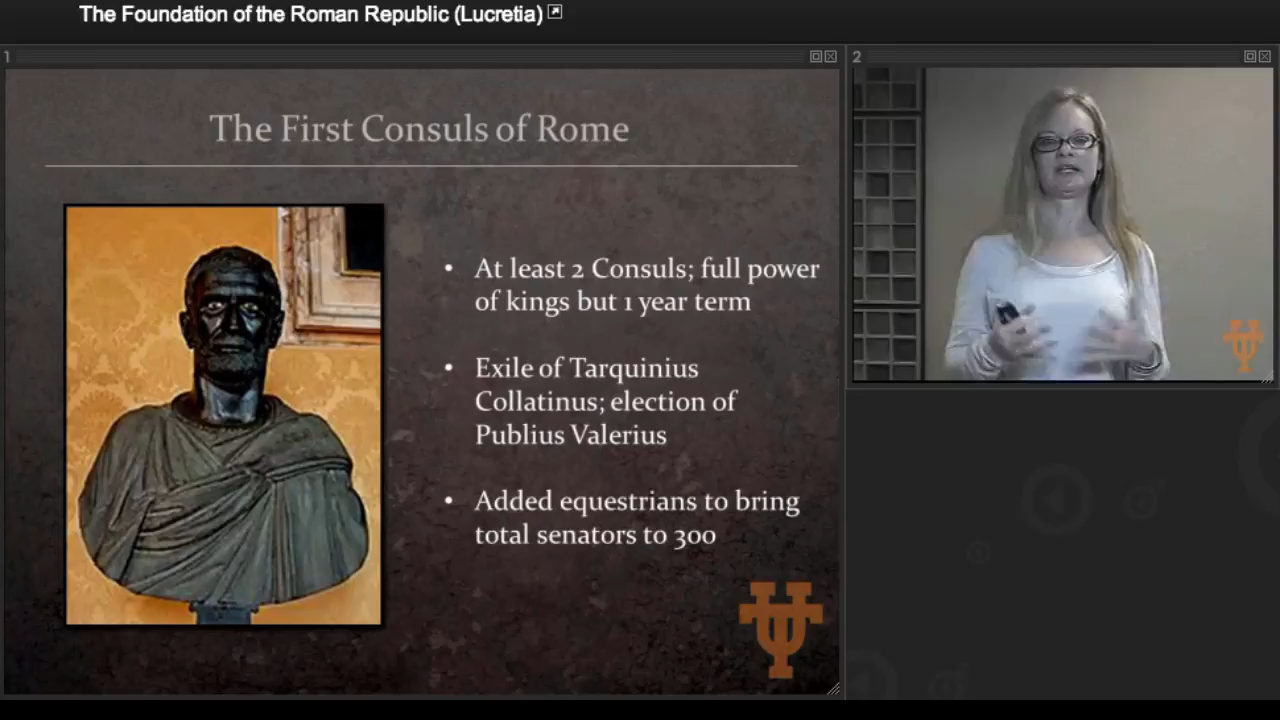 The Foundation of the Roman Republic (Lucretia)
1
2
The First Consuls of Rome
• At least 2 Consuls; full power
of kings but 1 year term
• Exile of Tarquinius
Collatinus; election of
Publius Valerius
• Added equestrians to bring
total senators to 300